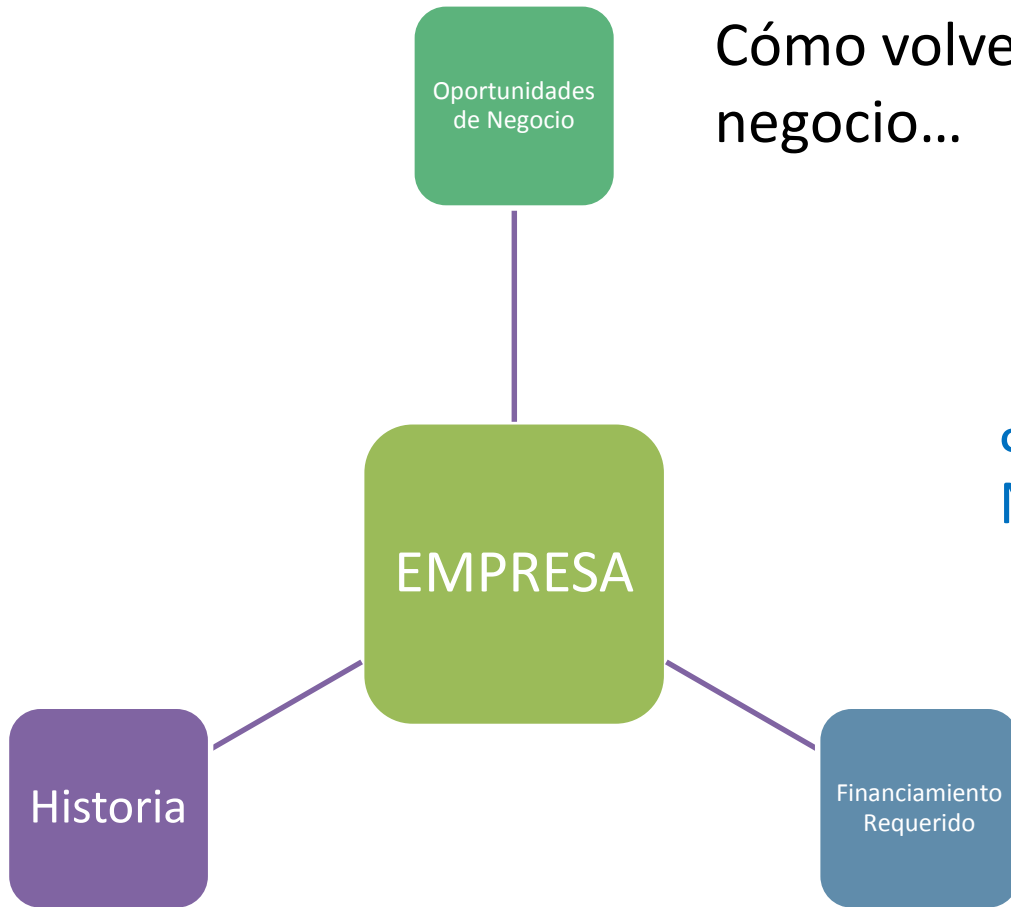 Cómo volve
negocio...
Oportunidades
de Negocio
EMPRESA
Historia
Financiamiento
Requerido